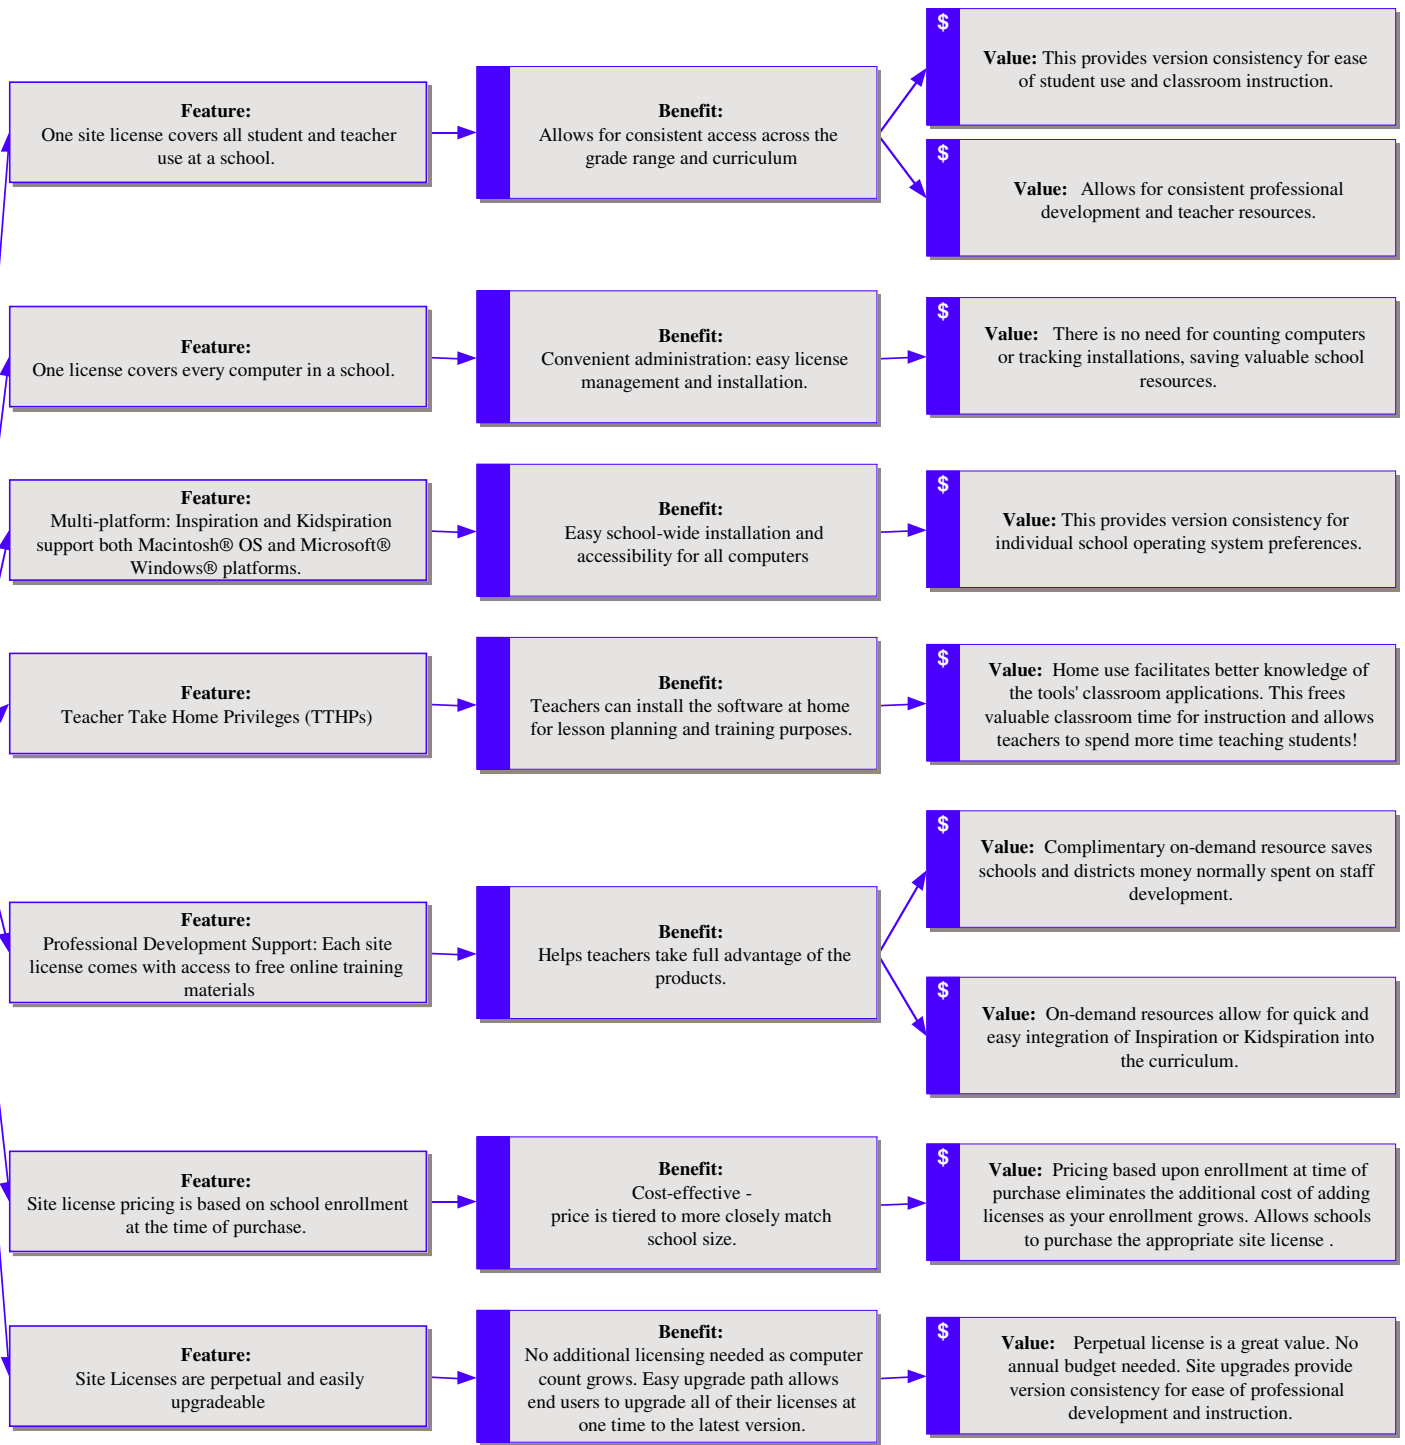 Feature:
One site license covers all student and teacher
use at a school.
Benefit:
Allows for consistent access across the
grade range and curriculum
$
Value: This provides version consistency for ease
of student use and classroom instruction.
$
Value: Allows for consistent professional
development and teacher resources.
Feature:
One license covers every computer in a school.
Benefit:
Convenient administration: easy license
management and installation.
$
Value: There is no need for counting computers
or tracking installations, saving valuable school
resources.
Feature:
Multi-platform: Inspiration and Kidspiration
support both Macintosh® OS and Microsoft®
Windows® platforms.
Benefit:
Easy school-wide installation and
accessibility for all computers
$
Value: This provides version consistency for
individual school operating system preferences.
Feature:
Teacher Take Home Privileges (TTHPs)
Benefit:
Teachers can install the software at home
for lesson planning and training purposes.
$
Value: Home use facilitates better knowledge of
the tools' classroom applications. This frees
valuable classroom time for instruction and allows
teachers to spend more time teaching students!
Feature:
Professional Development Support: Each site
license comes with access to free online training
materials
Benefit:
Helps teachers take full advantage of the
products.
$
Value: Complimentary on-demand resource saves
schools and districts money normally spent on staff
development.
$
Value: On-demand resources allow for quick and
easy integration of Inspiration or Kidspiration into
the curriculum.
Feature:
Site license pricing is based on school enrollment
at the time of purchase.
Benefit:
Cost-effective -
price is tiered to more closely match
school size.
$
Value: Pricing based upon enrollment at time of
purchase eliminates the additional cost of adding
licenses as your enrollment grows. Allows schools
to purchase the appropriate site license .
Feature:
Site Licenses are perpetual and easily
upgradeable
Benefit:
No additional licensing needed as computer
count grows. Easy upgrade path allows
end users to upgrade all of their licenses at
one time to the latest version.
$
Value: Perpetual license is a great value. No
annual budget needed. Site upgrades provide
version consistency for ease of professional
development and instruction.